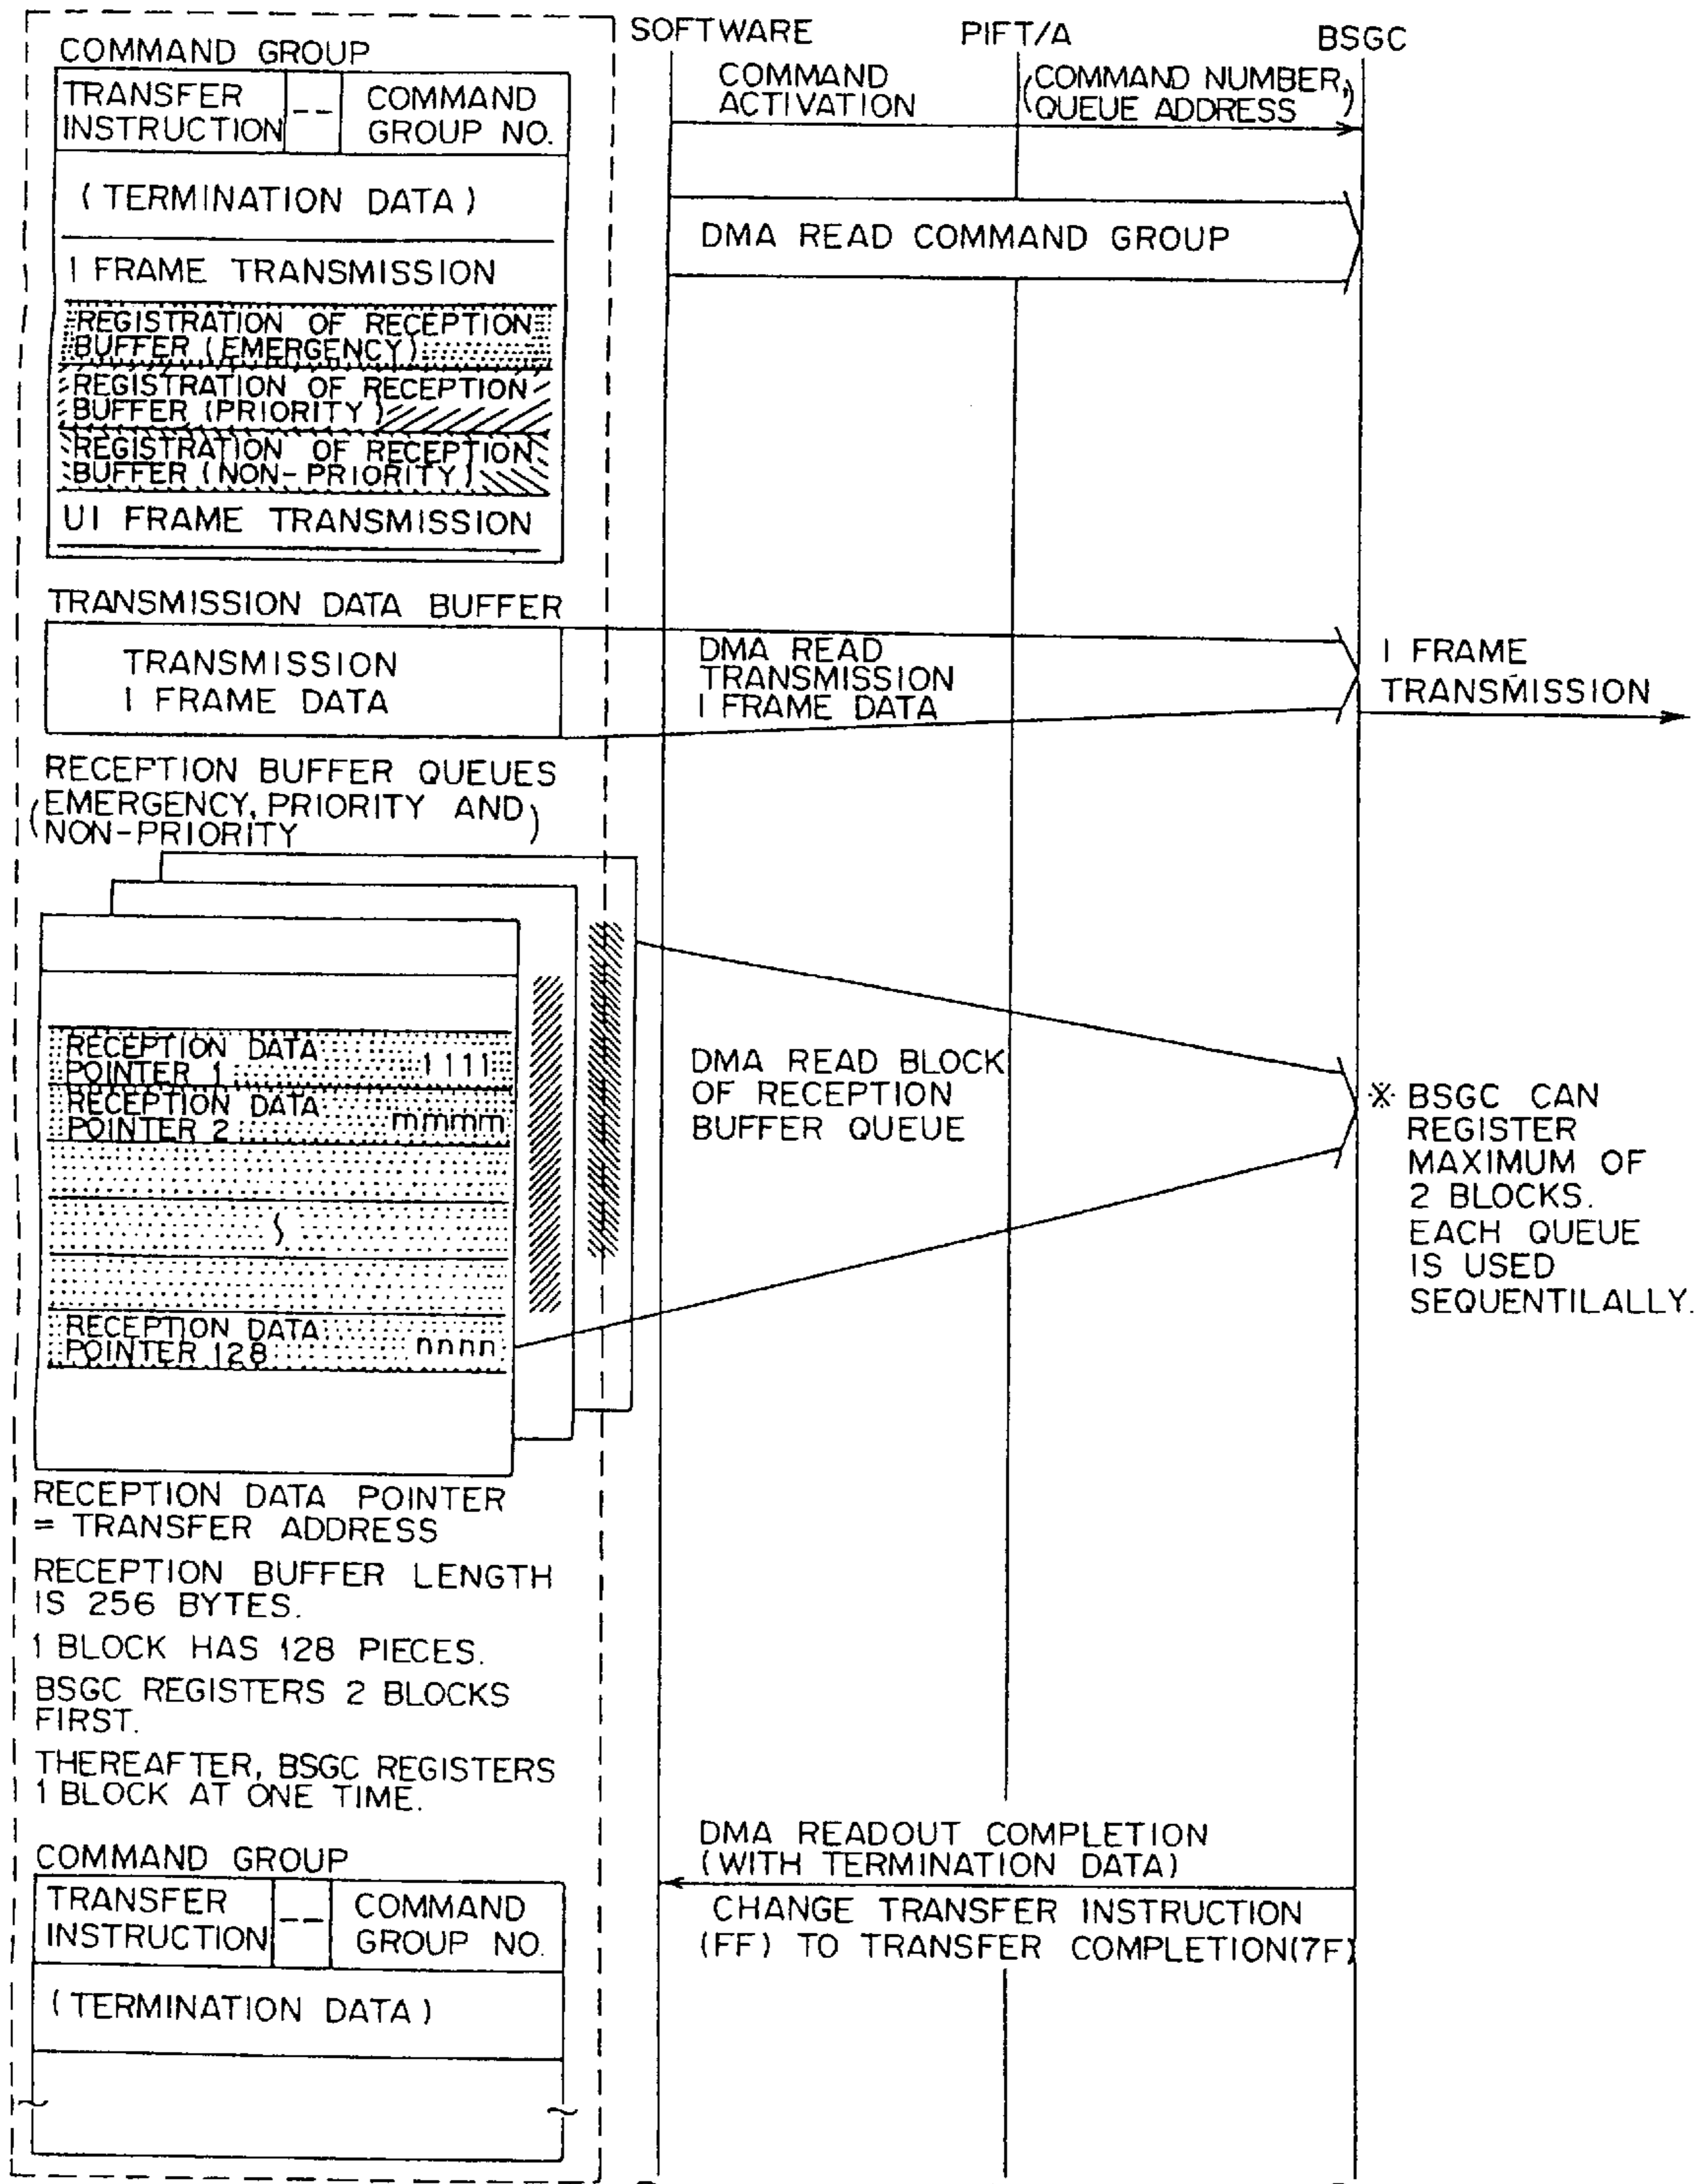 SOFTWARE PIFT/A BSGC
COMMAND GROUP
TRANSFER INSTRUCTION -- COMMAND GROUP NO.
(TERMINATION DATA)
I FRAME TRANSMISSION
REGISTRATION OF RECEPTION
BUFFER (EMERGENCY)
REGISTRATION OF RECEPTION
BUFFER (PRIORITY)
REGISTRATION OF RECEPTION
BUFFER (NON-PRIORITY)
UI FRAME TRANSMISSION
COMMAND
ACTIVATION
(COMMAND NUMBER,
QUEUE ADDRESS)
DMA READ COMMAND GROUP
TRANSMISSION DATA BUFFER
TRANSMISSION
I FRAME DATA
DMA READ
TRANSMISSION
I FRAME DATA
I FRAME
TRANSMISSION
RECEPTION BUFFER QUEUES
(EMERGENCY, PRIORITY AND
NON-PRIORITY)
RECEPTION DATA
POINTER 1 1111
RECEPTION DATA
POINTER 2 mmmm
RECEPTION DATA
POINTER 128 nnnn
DMA READ BLOCK
OF RECEPTION
BUFFER QUEUE
※ BSGC CAN
REGISTER
MAXIMUM OF
2 BLOCKS.
EACH QUEUE
IS USED
SEQUENTILALLY.
RECEPTION DATA POINTER
= TRANSFER ADDRESS
RECEPTION BUFFER LENGTH
IS 256 BYTES.
1 BLOCK HAS 128 PIECES.
BSGC REGISTERS 2 BLOCKS
FIRST.
THEREAFTER, BSGC REGISTERS
1 BLOCK AT ONE TIME.
COMMAND GROUP
TRANSFER INSTRUCTION -- COMMAND GROUP NO.
(TERMINATION DATA)
DMA READOUT COMPLETION
(WITH TERMINATION DATA)
CHANGE TRANSFER INSTRUCTION
(FF) TO TRANSFER COMPLETION(7F)